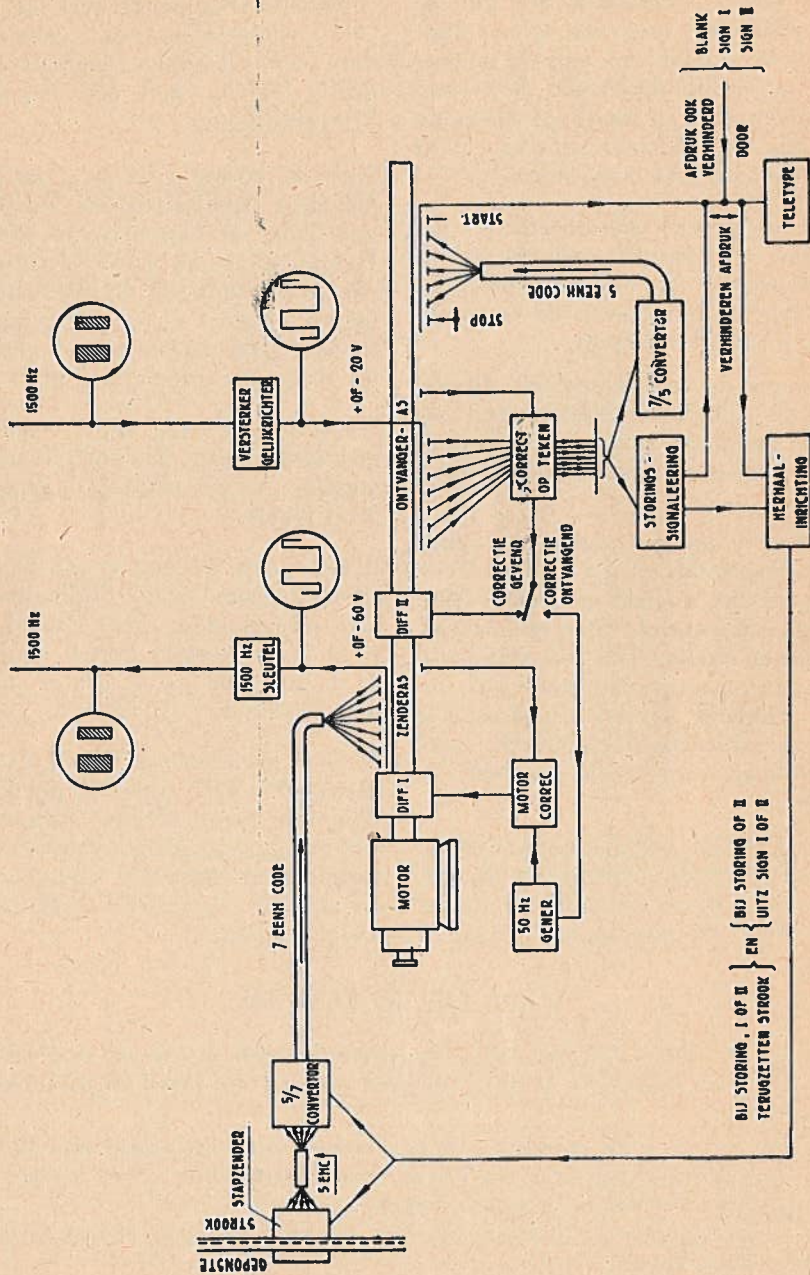 1500 Hz
1500 Hz
VERSTERKER
GELIJKRICHTER
1500 Hz
SLEUTEL
+ OF - 60 V
+ OF - 20 V
7 EENH CODE
GEPONSTE
STROOK
STAPZENDER
5 EHC
5/7
CONVERTOR
MOTOR
DIFF I
ZENDERAS
DIFF II
ONTVANGER-AS
MOTOR
CORREC
50 Hz
GENER
CORRECTIE
GEVEND
CORRECTIE
ONTVANGEND
CORRECT
OP TEKEN
STOP
START.
5 EENH CODE
7/5 CONVERTOR
STORINGS-
SIGNALEERING
HERHAAL-
INRICHTING
VERHINDEREN AFDRUK
TELETYPE
AFDRUK OOK
VERHINDERD
DOOR
BLANK
SIGN I
SIGN II
BIJ STORING, I OF II
TERUGZETTEN STROOK
EN
BIJ STORING OF II
UITZ SIGN I OF II